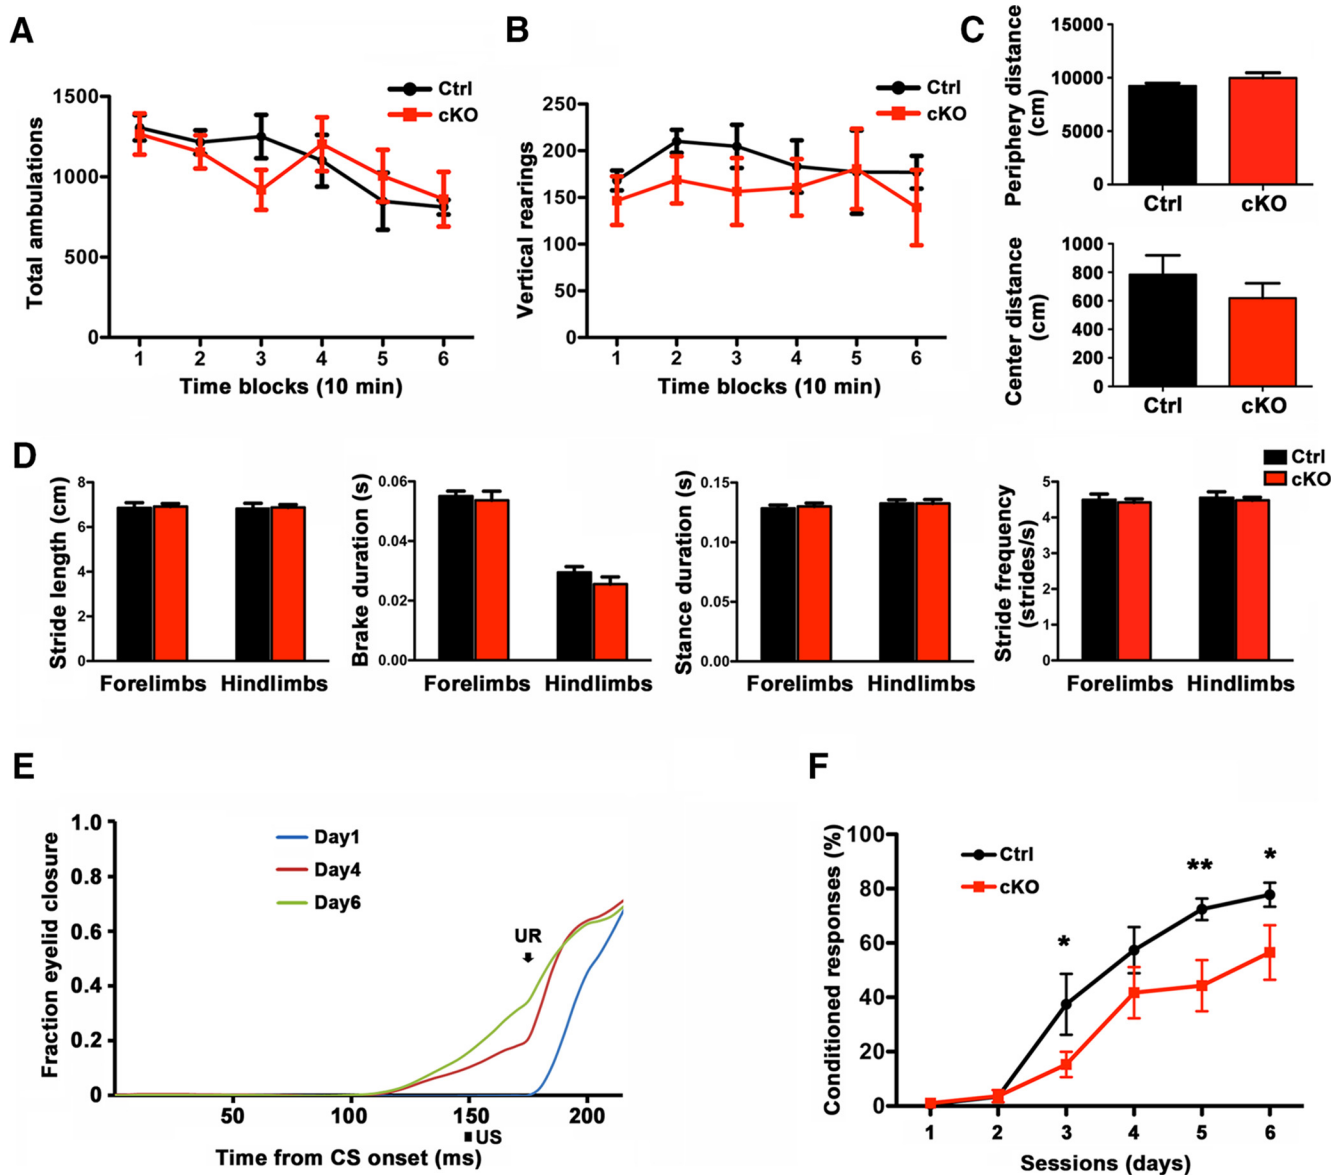 A
Ctrl
cKO
1500
1000
500
0
Total ambulations
1 2 3 4 5 6
Time blocks (10 min)
B
Ctrl
cKO
250
200
150
100
50
0
Vertical rearings
1 2 3 4 5 6
Time blocks (10 min)
C
15000
10000
5000
0
Periphery distance
(cm)
Ctrl cKO
1000
800
600
400
200
0
Center distance
(cm)
Ctrl cKO
D
Ctrl
cKO
8
6
4
2
0
Stride length (cm)
Forelimbs Hindlimbs
0.06
0.04
0.02
0.00
Brake duration (s)
Forelimbs Hindlimbs
0.15
0.10
0.05
0.00
Stance duration (s)
Forelimbs Hindlimbs
5
4
3
2
1
0
Stride frequency
(strides/s)
Forelimbs Hindlimbs
E
1.0
0.8
0.6
0.4
0.2
0
Fraction eyelid closure
Day1
Day4
Day6
UR
50 100 150 200
US
Time from CS onset (ms)
F
100
80
60
40
20
0
Conditioned responses (%)
Ctrl
cKO
*
**
*
1 2 3 4 5 6
Sessions (days)